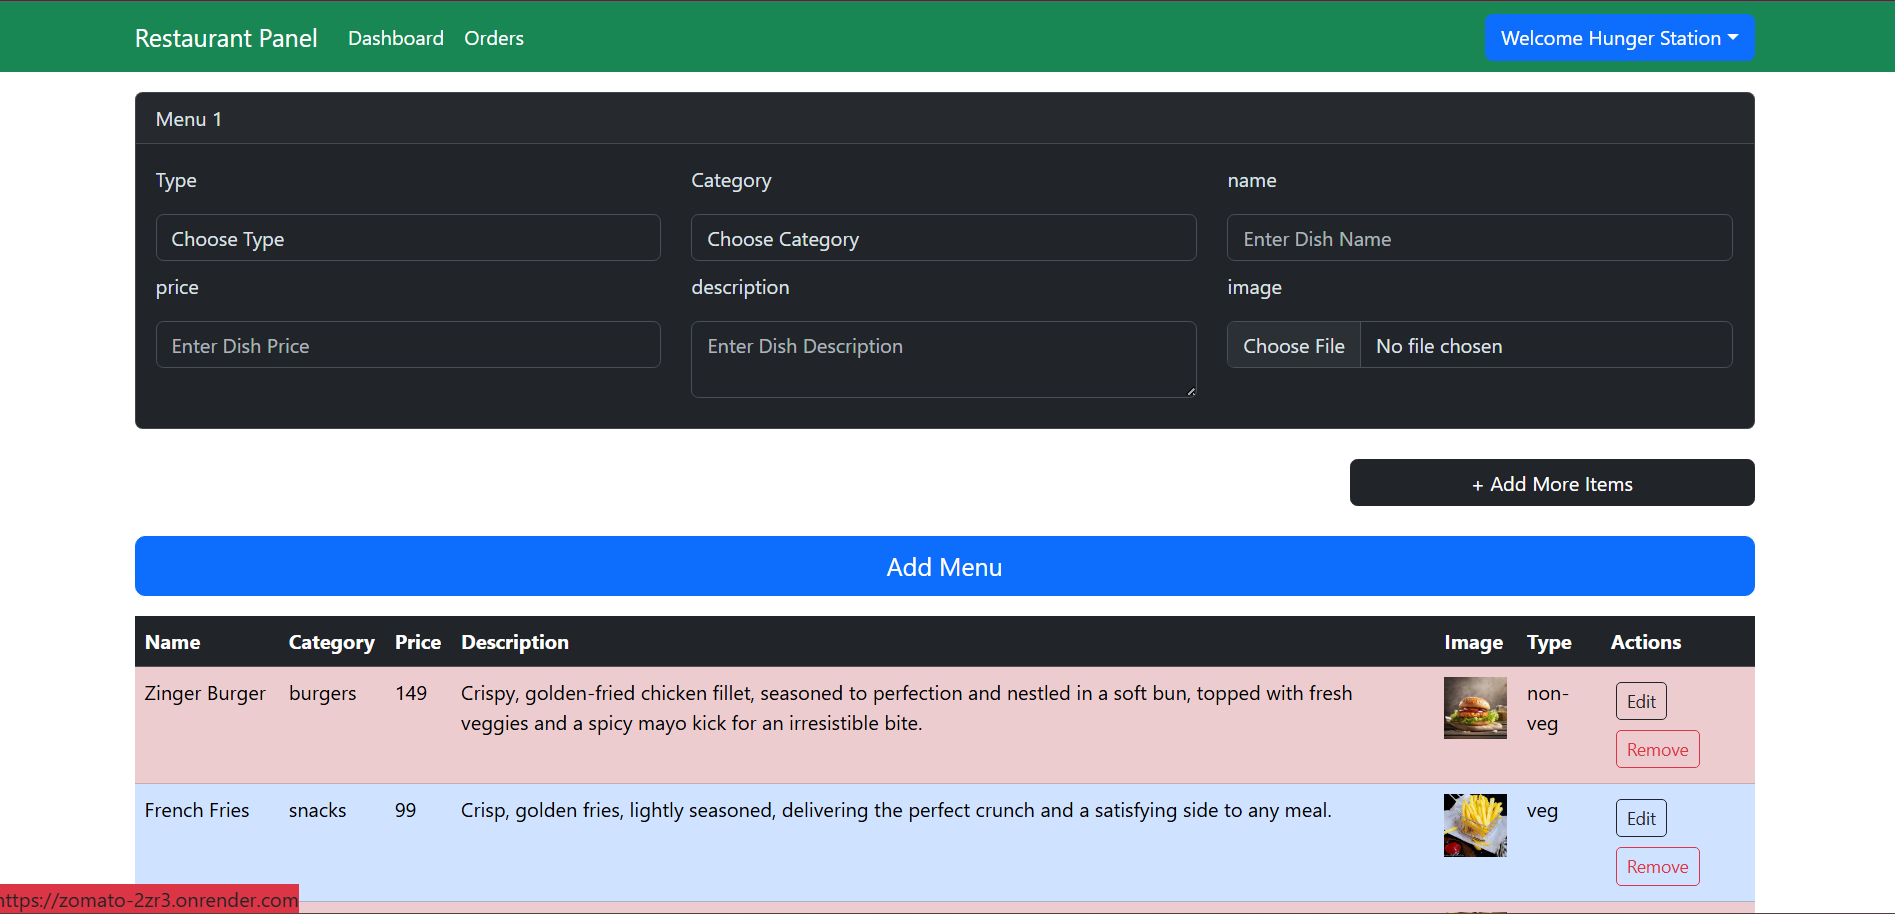 Restaurant Panel Dashboard Orders Welcome Hunger Station
Menu 1
Type Category name
Choose Type Choose Category Enter Dish Name
price description image
Enter Dish Price Enter Dish Description Choose File No file chosen
+ Add More Items
Add Menu
Name Category Price Description Image Type Actions
Zinger Burger burgers 149 Crispy, golden-fried chicken fillet, seasoned to perfection and nestled in a soft bun, topped with fresh non- Edit
veggies and a spicy mayo kick for an irresistible bite. veg
Remove
French Fries snacks 99 Crisp, golden fries, lightly seasoned, delivering the perfect crunch and a satisfying side to any meal. veg Edit
Remove
https://zomato-2zr3.onrender.com